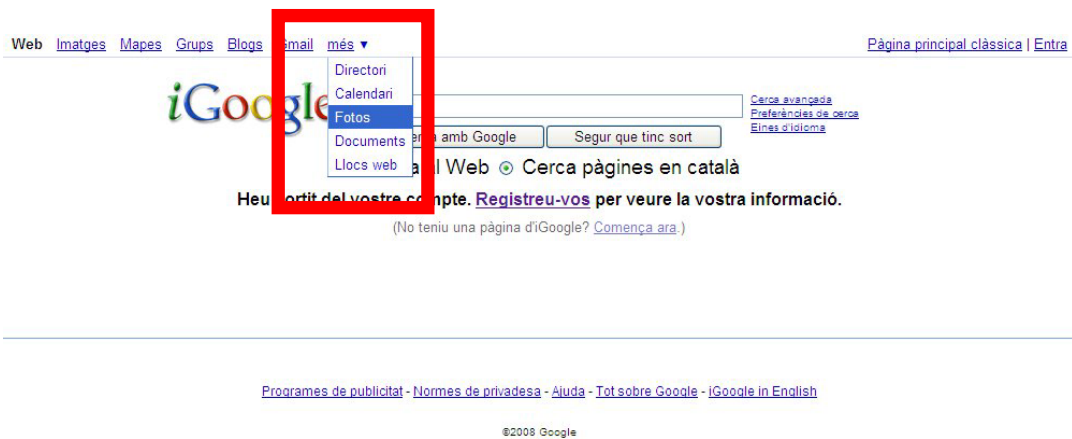 Web Imatges Mapes Grups Blogs Gmail més ▼ Pàgina principal clàssica | Entra
Directori
Calendari
Fotos
Documents
Llocs web
iGoogle
Cerca avançada
Preferències de cerca
Eines d'idioma
amb Google Segur que tinc sort
al Web Cerca pàgines en català
Heu sortit del vostre compte. Registreu-vos per veure la vostra informació.
(No teniu una pàgina d'iGoogle? Comença ara.)
Programes de publicitat - Normes de privadesa - Ajuda - Tot sobre Google - iGoogle in English
©2008 Google